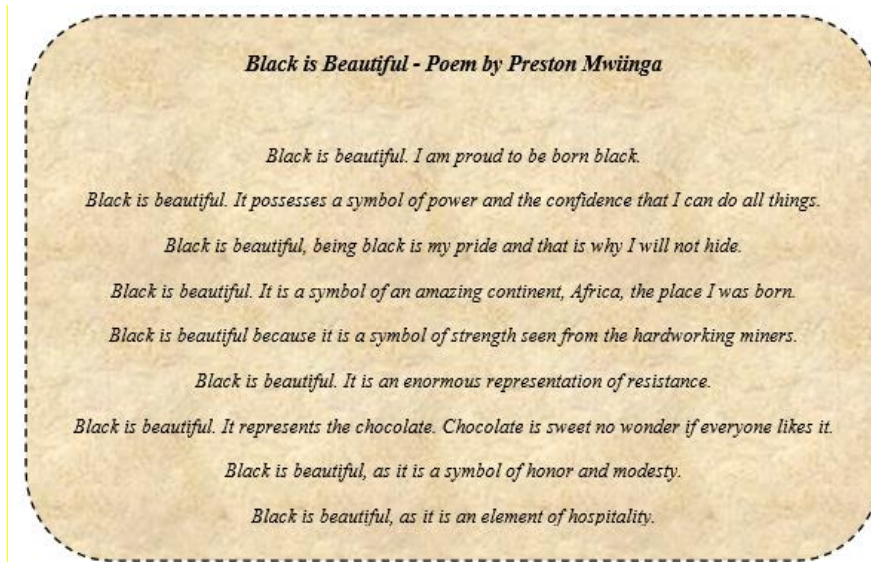 Black is Beautiful - Poem by Preston Mwiinga
Black is beautiful. I am proud to be born black.
Black is beautiful. It possesses a symbol of power and the confidence that I can do all things.
Black is beautiful, being black is my pride and that is why I will not hide.
Black is beautiful. It is a symbol of an amazing continent, Africa, the place I was born.
Black is beautiful because it is a symbol of strength seen from the hardworking miners.
Black is beautiful. It is an enormous representation of resistance.
Black is beautiful. It represents the chocolate. Chocolate is sweet no wonder if everyone likes it.
Black is beautiful, as it is a symbol of honor and modesty.
Black is beautiful, as it is an element of hospitality.